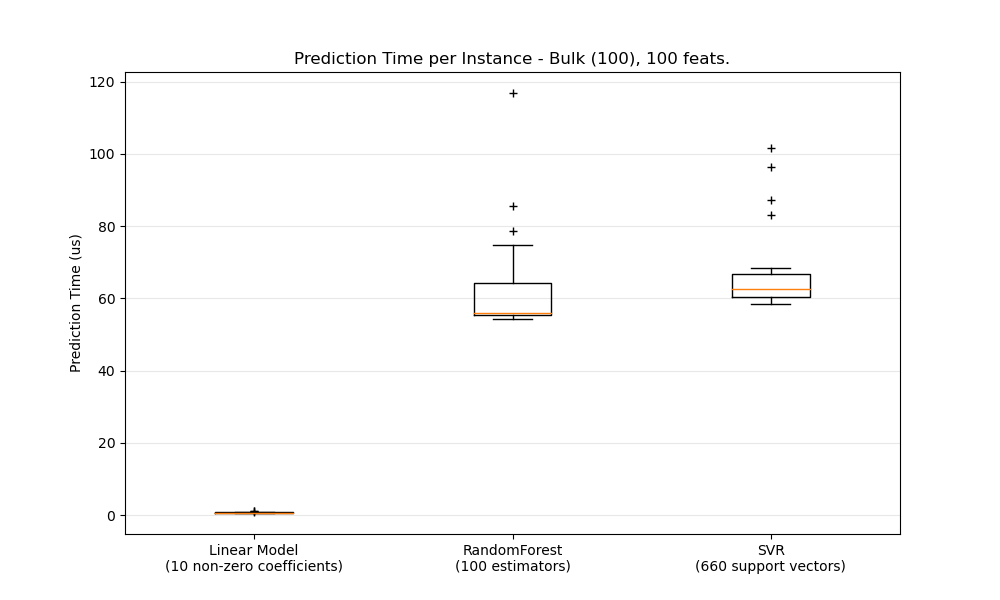 Prediction Time per Instance - Bulk (100), 100 feats.
Prediction Time (us)
120
100
80
60
40
20
0
Linear Model
(10 non-zero coefficients)
RandomForest
(100 estimators)
SVR
(660 support vectors)